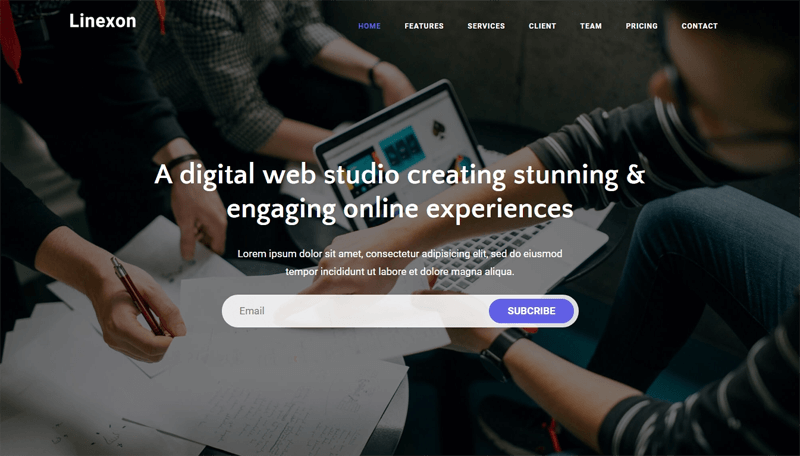 Linexon
HOME FEATURES SERVICES CLIENT TEAM PRICING CONTACT
A digital web studio creating stunning &
engaging online experiences
Lorem ipsum dolor sit amet, consectetur adipisicing elit, sed do eiusmod
tempor incididunt ut labore et dolore magna aliqua.
Email SUBCRIBE